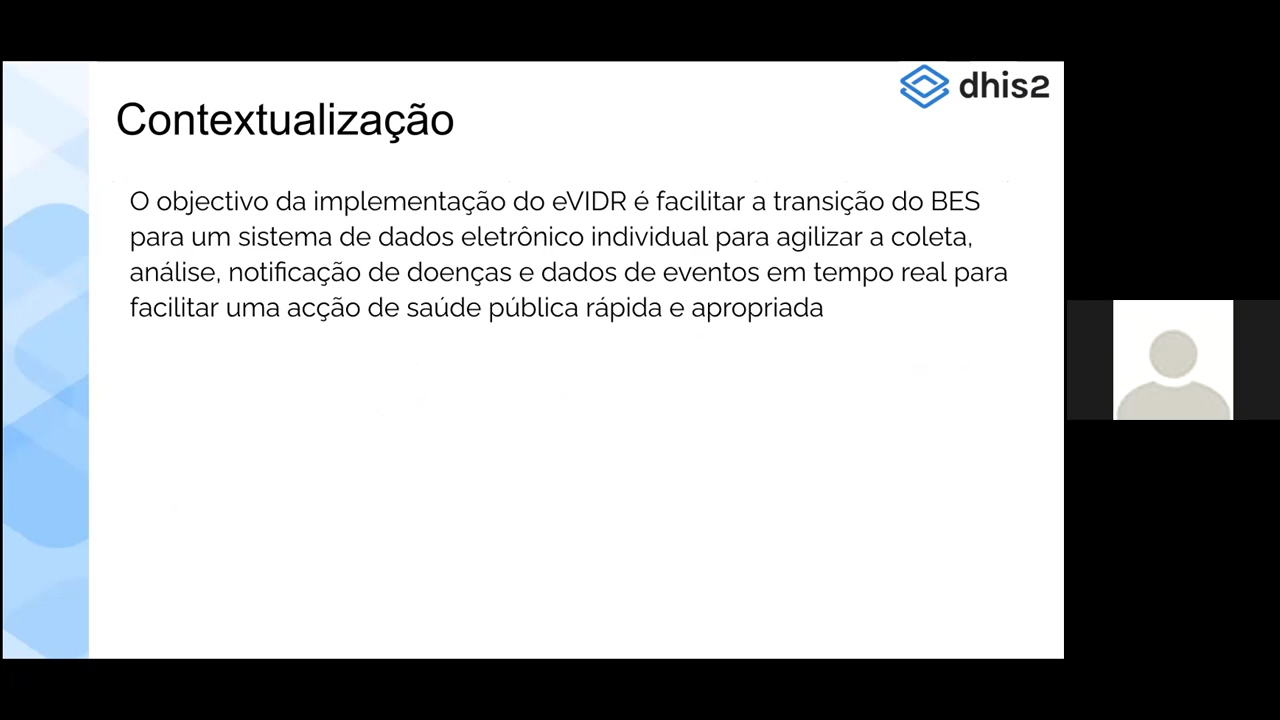 dhis2
Contextualização
O objectivo da implementação do eVIDR é facilitar a transição do BES
para um sistema de dados eletrônico individual para agilizar a coleta,
análise, notificação de doenças e dados de eventos em tempo real para
facilitar uma acção de saúde pública rápida e apropriada